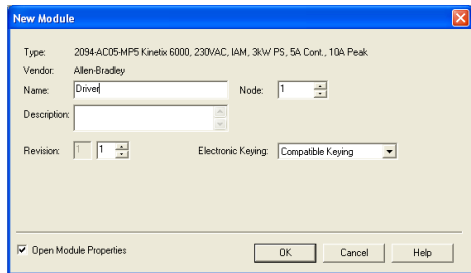 New Module
Type: 2094-AC05-MP5 Kinetix 6000, 230VAC, IAM, 3kW PS, 5A Cont., 10A Peak
Vendor: Allen-Bradley
Name: Driver Node: 1
Description:
Revision: 1 1 Electronic Keying: Compatible Keying
Open Module Properties OK Cancel Help